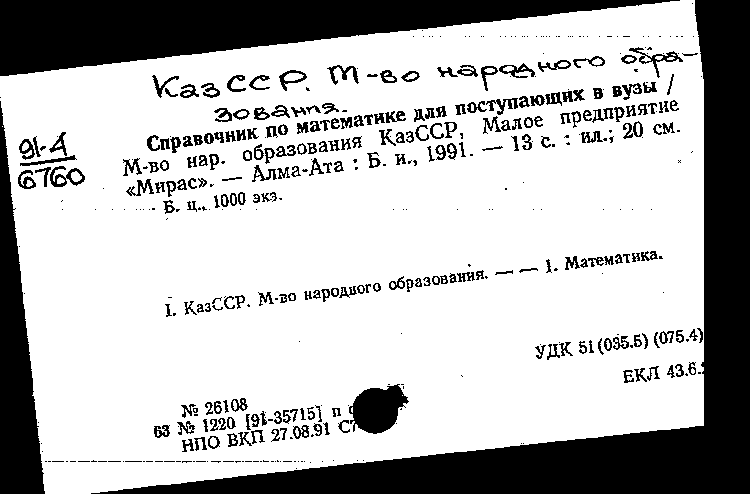 КазССР. М-во народного обра-
зования.
91-4
6760
Справочник по математике для поступающих в вузы /
М-во нар. образования КазССР, Малое предприятие
«Мирас». — Алма-Ата : Б. и., 1991. — 13 с. : ил.; 20 см.
Б. ц., 1000 экз.
I. КазССР. М-во народного образования. — — 1. Математика.
УДК 51(035.5) (075.4)
ЕКЛ 43.6.
№ 26108
63 № 1220 [91-35715] п
НПО ВКП 27.08.91